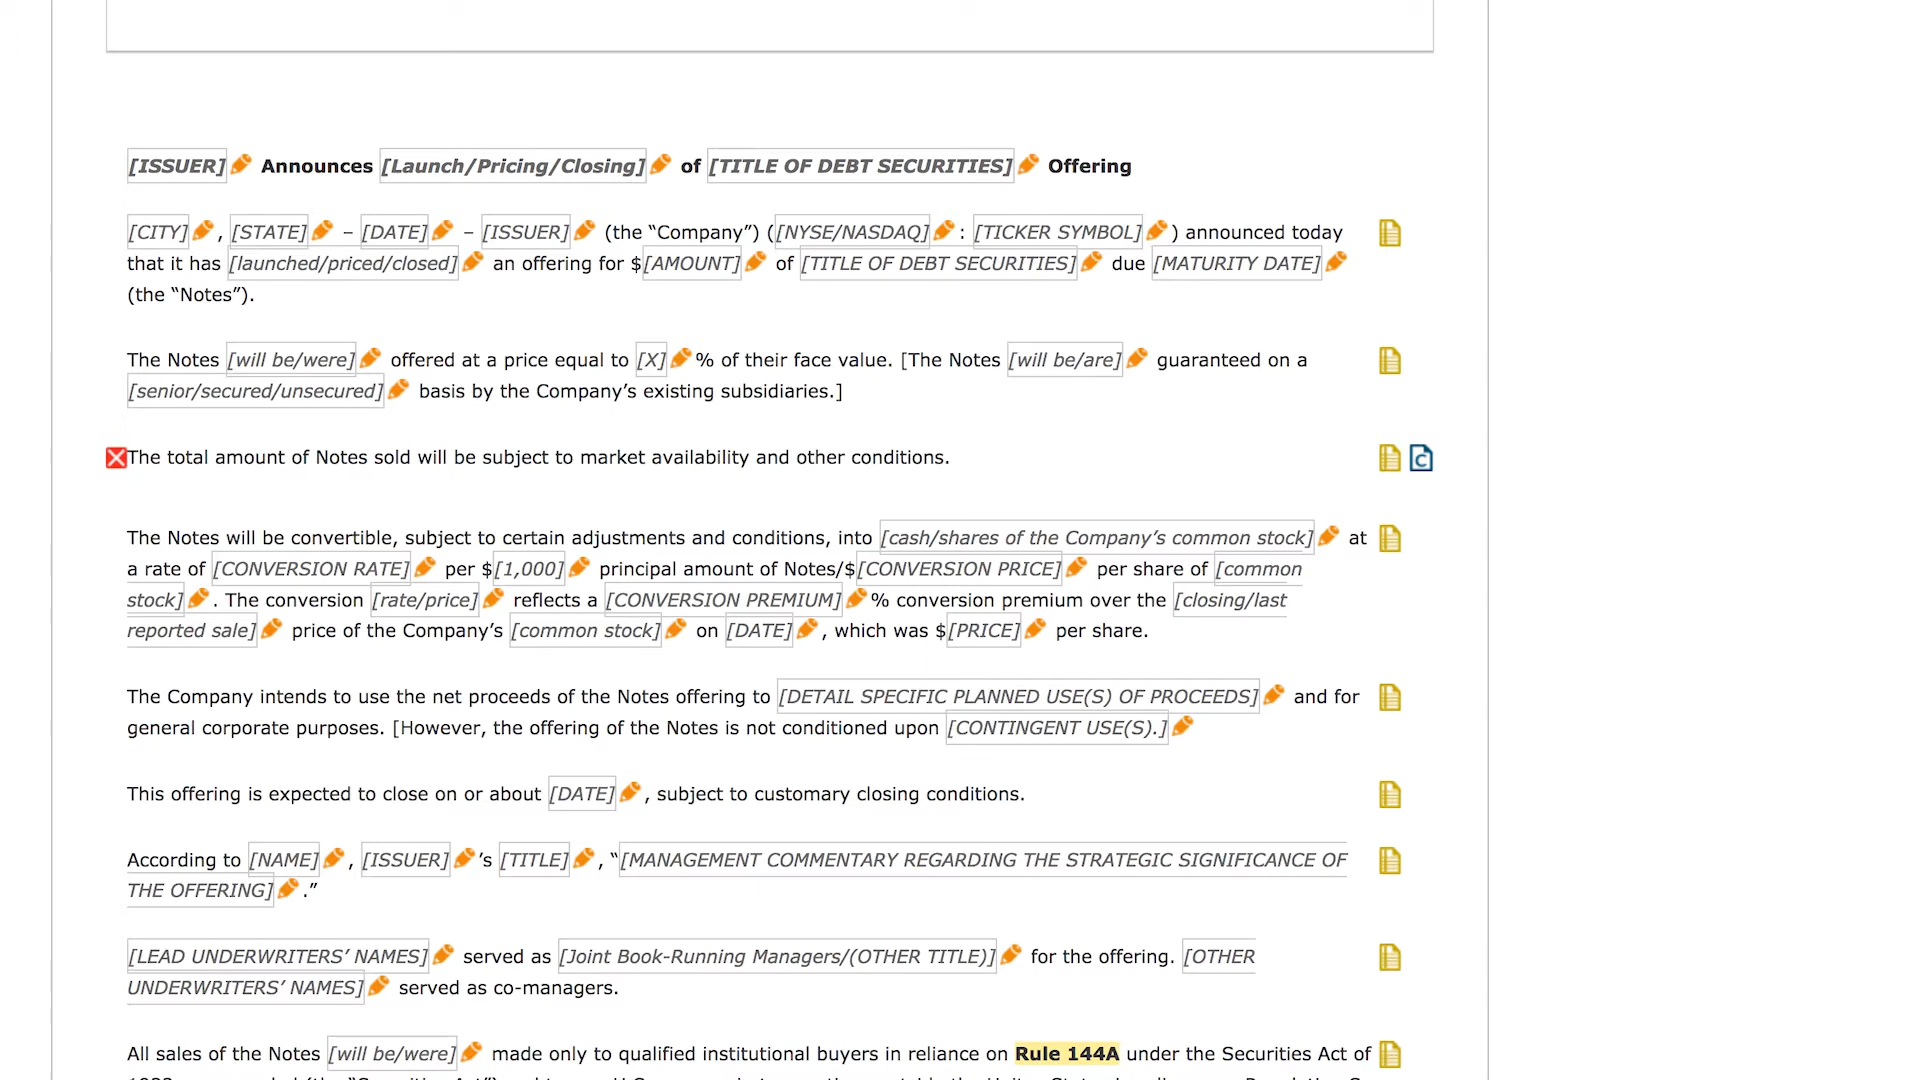 [ISSUER] Announces [Launch/Pricing/Closing] of [TITLE OF DEBT SECURITIES] Offering
[CITY] , [STATE] – [DATE] – [ISSUER] (the “Company”) ( [NYSE/NASDAQ] : [TICKER SYMBOL] ) announced today
that it has [launched/priced/closed] an offering for $[AMOUNT] of [TITLE OF DEBT SECURITIES] due [MATURITY DATE]
(the “Notes”).
The Notes [will be/were] offered at a price equal to [X] % of their face value. [The Notes [will be/are] guaranteed on a
[senior/secured/unsecured] basis by the Company’s existing subsidiaries.]
The total amount of Notes sold will be subject to market availability and other conditions.
The Notes will be convertible, subject to certain adjustments and conditions, into [cash/shares of the Company’s common stock] at
a rate of [CONVERSION RATE] per $[1,000] principal amount of Notes/$[CONVERSION PRICE] per share of [common
stock] . The conversion [rate/price] reflects a [CONVERSION PREMIUM] % conversion premium over the [closing/last
reported sale] price of the Company’s [common stock] on [DATE] , which was $[PRICE] per share.
The Company intends to use the net proceeds of the Notes offering to [DETAIL SPECIFIC PLANNED USE(S) OF PROCEEDS] and for
general corporate purposes. [However, the offering of the Notes is not conditioned upon [CONTINGENT USE(S).]
This offering is expected to close on or about [DATE] , subject to customary closing conditions.
According to [NAME] , [ISSUER] ’s [TITLE] , “[MANAGEMENT COMMENTARY REGARDING THE STRATEGIC SIGNIFICANCE OF
THE OFFERING] .”
[LEAD UNDERWRITERS’ NAMES] served as [Joint Book-Running Managers/(OTHER TITLE)] for the offering. [OTHER
UNDERWRITERS’ NAMES] served as co-managers.
All sales of the Notes [will be/were] made only to qualified institutional buyers in reliance on Rule 144A under the Securities Act of